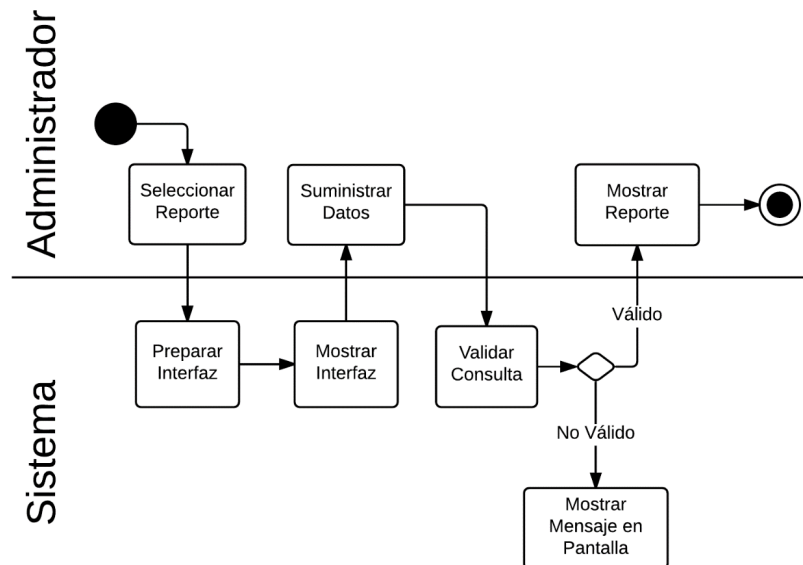 Administrador
Seleccionar
Reporte
Suministrar
Datos
Mostrar
Reporte
Sistema
Preparar
Interfaz
Mostrar
Interfaz
Validar
Consulta
Válido
No Válido
Mostrar
Mensaje en
Pantalla